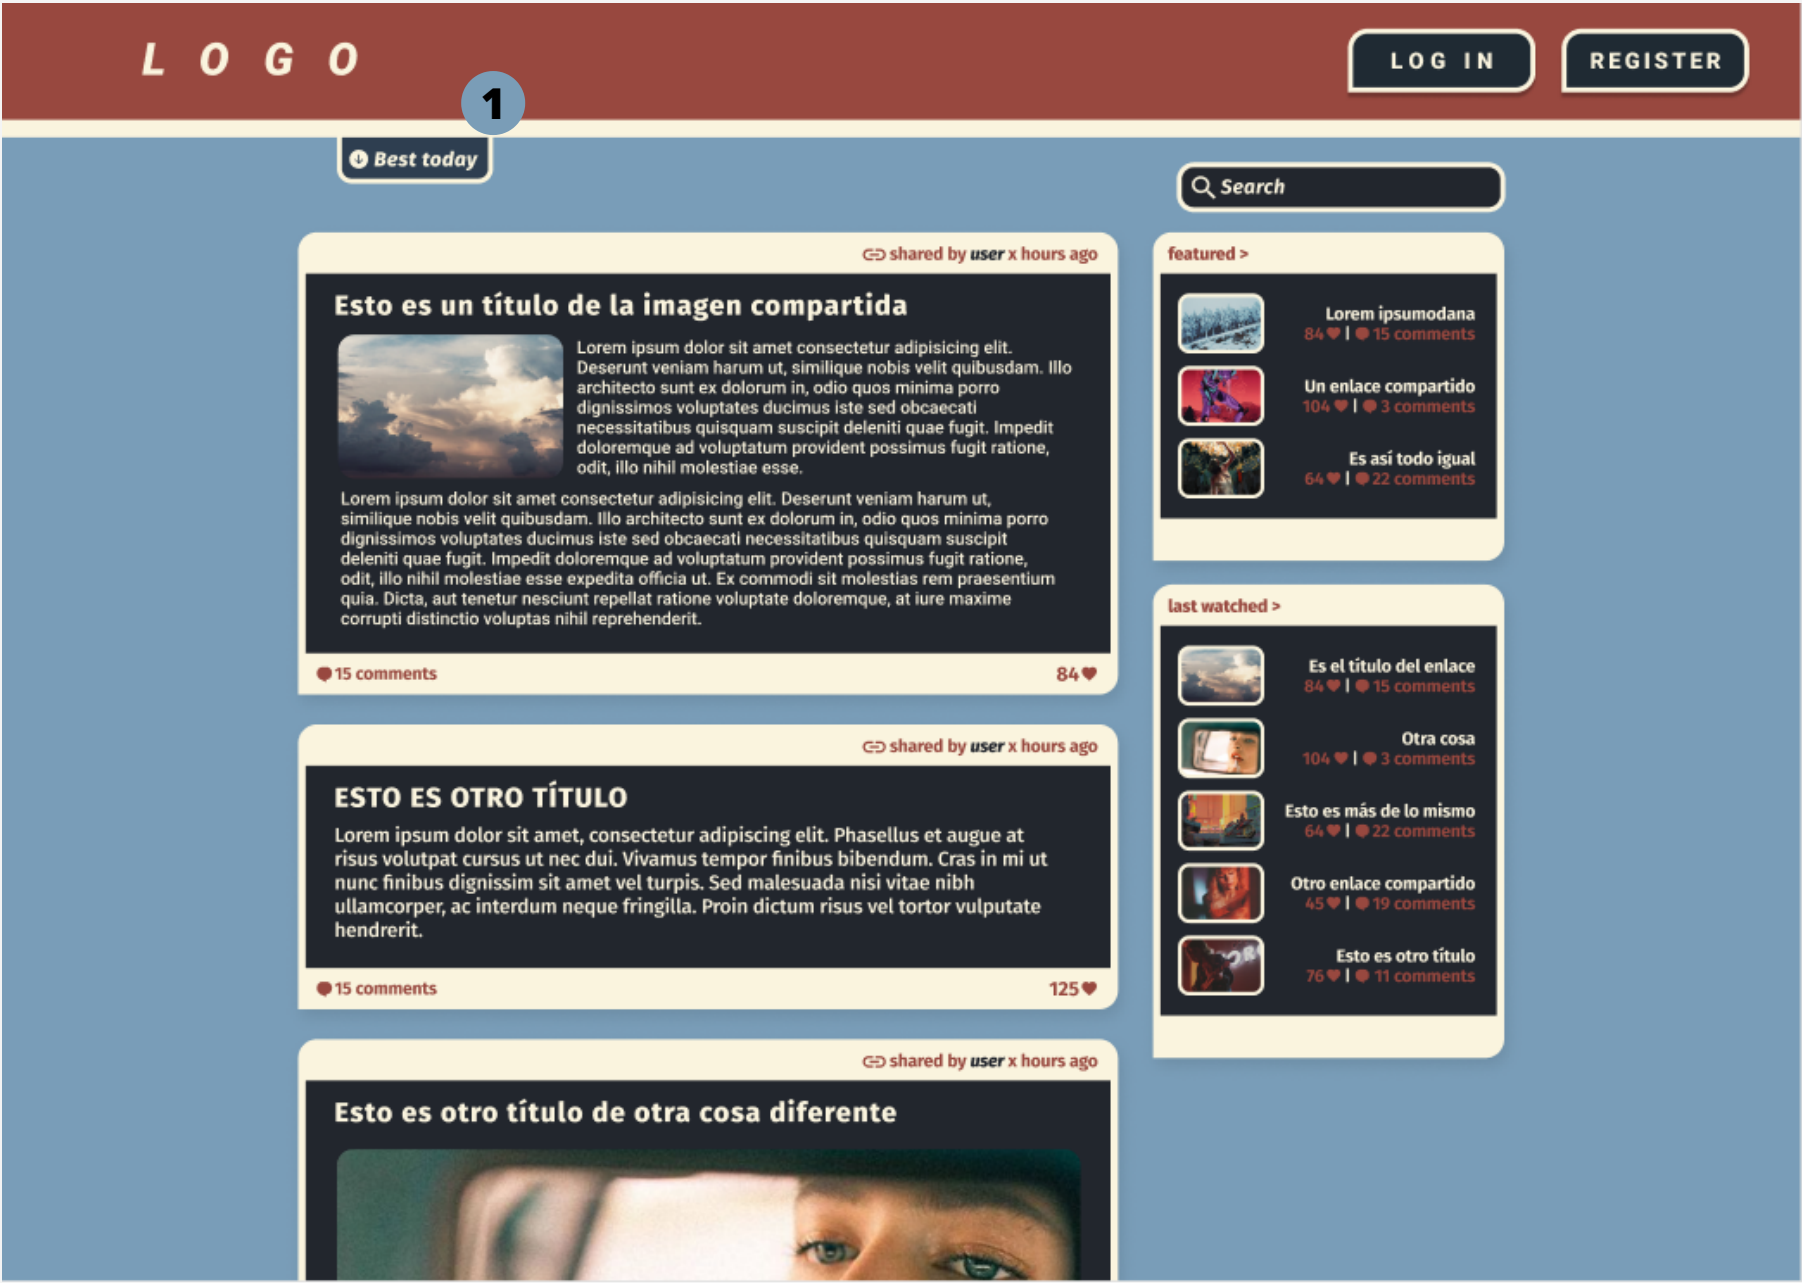 LOGO
LOG IN
REGISTER
1
Best today
Search
shared by user x hours ago
Esto es un título de la imagen compartida
Lorem ipsum dolor sit amet consectetur adipisicing elit.
Deserunt veniam harum ut, similique nobis velit quibusdam. Illo
architecto sunt ex dolorum in, odio quos minima porro
dignissimos voluptates ducimus iste sed obcaecati
necessitatibus quisquam suscipit deleniti quae fugit. Impedit
doloremque ad voluptatum provident possimus fugit ratione,
odit, illo nihil molestiae esse.
Lorem ipsum dolor sit amet consectetur adipisicing elit. Deserunt veniam harum ut,
similique nobis velit quibusdam. Illo architecto sunt ex dolorum in, odio quos minima porro
dignissimos voluptates ducimus iste sed obcaecati necessitatibus quisquam suscipit
deleniti quae fugit. Impedit doloremque ad voluptatum provident possimus fugit ratione,
odit, illo nihil molestiae esse expedita officia ut. Ex commodi sit molestias rem praesentium
quia. Dicta, aut tenetur nesciunt repellat ratione voluptate doloremque, at iure maxime
corrupti distinctio voluptas nihil reprehenderit.
15 comments
84
shared by user x hours ago
ESTO ES OTRO TÍTULO
Lorem ipsum dolor sit amet, consectetur adipiscing elit. Phasellus et augue at
risus volutpat cursus ut nec dui. Vivamus tempor finibus bibendum. Cras in mi ut
nunc finibus dignissim sit amet vel turpis. Sed malesuada nisi vitae nibh
ullamcorper, ac interdum neque fringilla. Proin dictum risus vel tortor vulputate
hendrerit.
15 comments
125
shared by user x hours ago
Esto es otro título de otra cosa diferente
featured >
Lorem ipsumodana
84 | 15 comments
Un enlace compartido
104 | 3 comments
Es así todo igual
64 | 22 comments
last watched >
Es el título del enlace
84 | 15 comments
Otra cosa
104 | 3 comments
Esto es más de lo mismo
64 | 22 comments
Otro enlace compartido
45 | 19 comments
Esto es otro título
76 | 11 comments